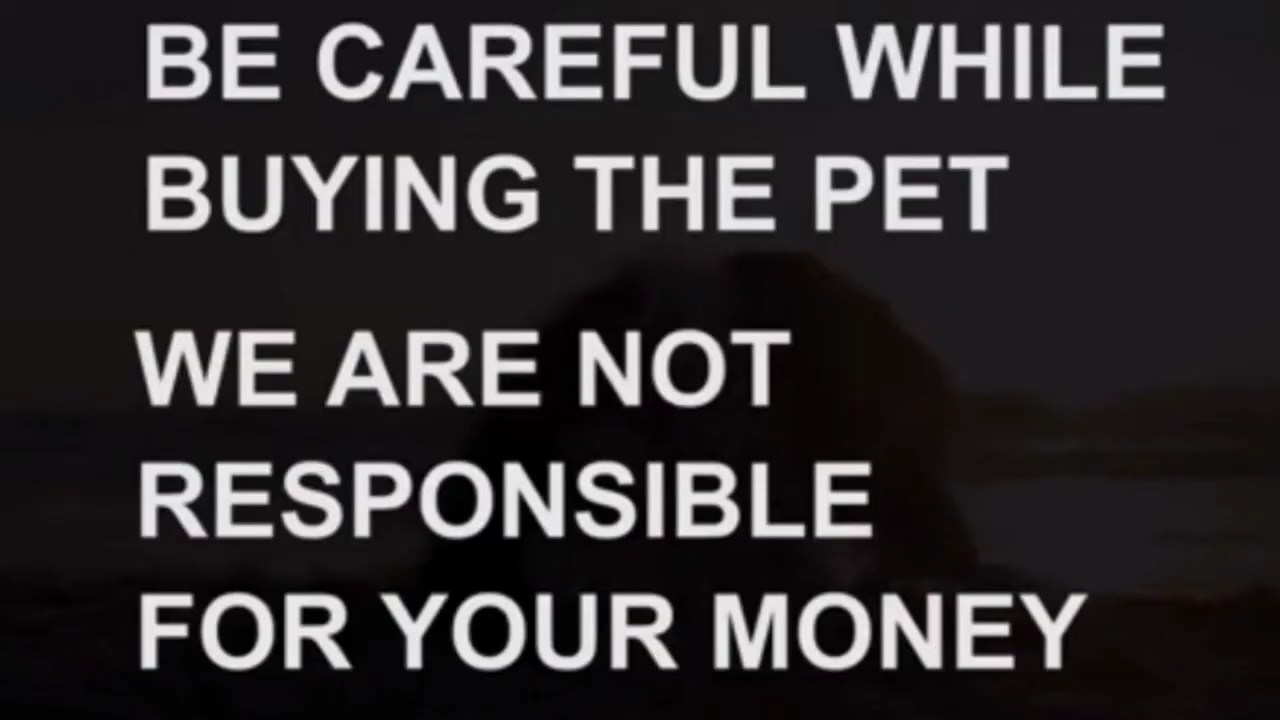 BE CAREFUL WHILE
BUYING THE PET
WE ARE NOT
RESPONSIBLE
FOR YOUR MONEY